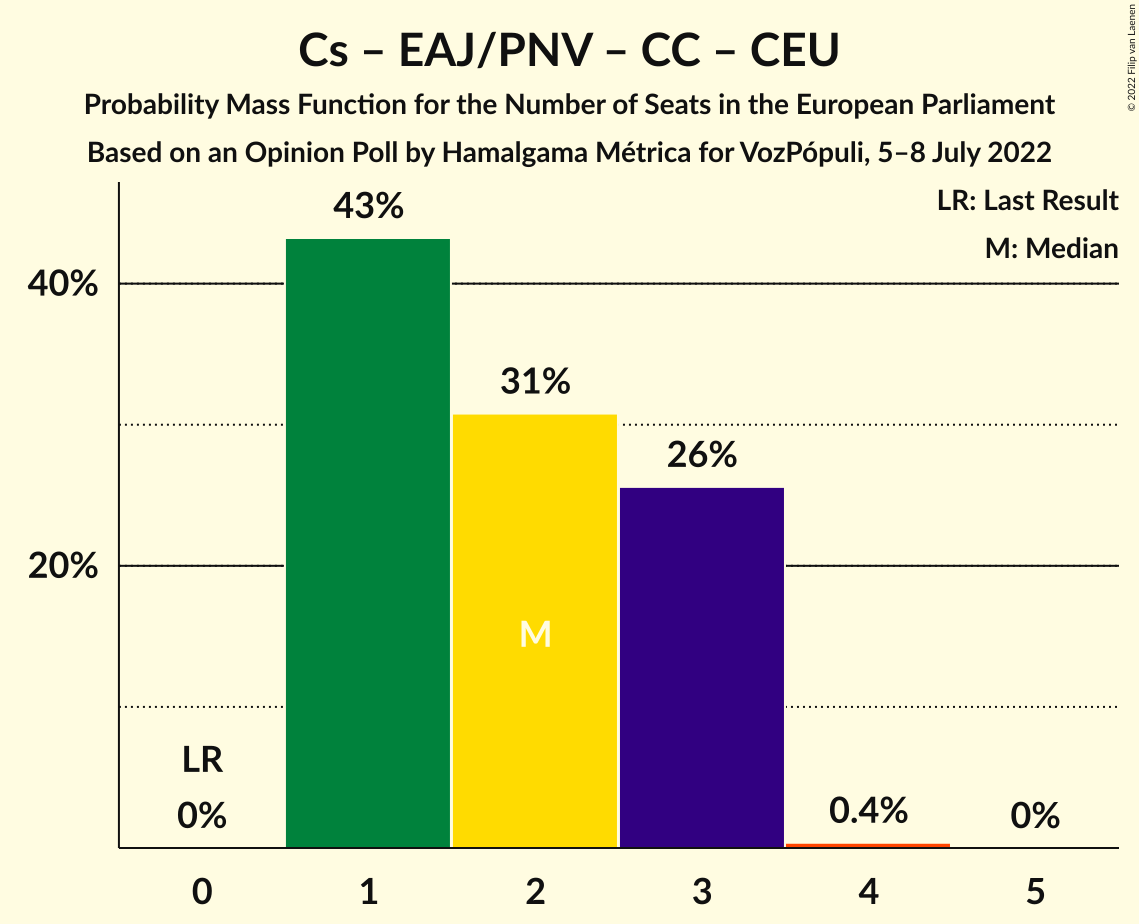 Cs – EAJ/PNV – CC – CEU
Probability Mass Function for the Number of Seats in the European Parliament
Based on an Opinion Poll by Hamalgama Métrica for VozPópuli, 5–8 July 2022
© 2022 Filip van Laenen
LR: Last Result
M: Median
43%
40%
31%
26%
20%
M
LR
0%
0.4%
0%
0 1 2 3 4 5